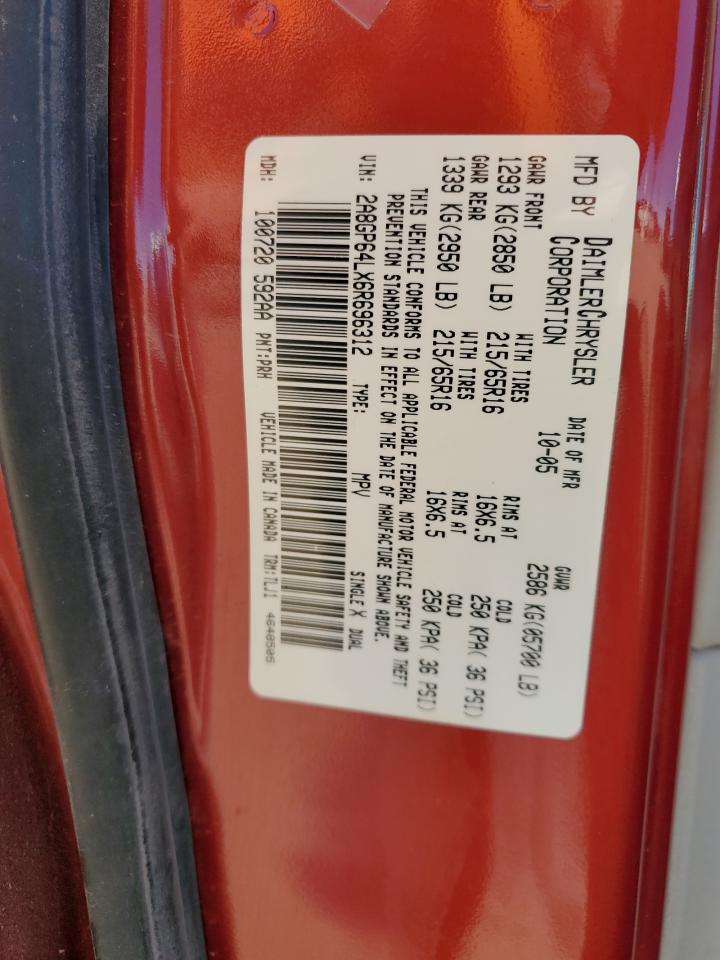 MFD BY DAIMLERCHRYSLER CORPORATION DATE OF MFR 10-05 GVWR 2586 KG(05700 LB)
GAWR FRONT WITH TIRES RIMS AT COLD
1293 KG(2850 LB) 215/65R16 16X6.5 250 KPA( 36 PSI)
GAWR REAR WITH TIRES RIMS AT COLD
1339 KG(2950 LB) 215/65R16 16X6.5 250 KPA( 36 PSI)
THIS VEHICLE CONFORMS TO ALL APPLICABLE FEDERAL MOTOR VEHICLE SAFETY AND THEFT
PREVENTION STANDARDS IN EFFECT ON THE DATE OF MANUFACTURE SHOWN ABOVE.
VIN: 2A8GP64LX6R696312 TYPE: MPV SINGLE X DUAL
MDH: 100720 592AA PNT:PRH VEHICLE MADE IN CANADA TRM:TLJ1 4648505